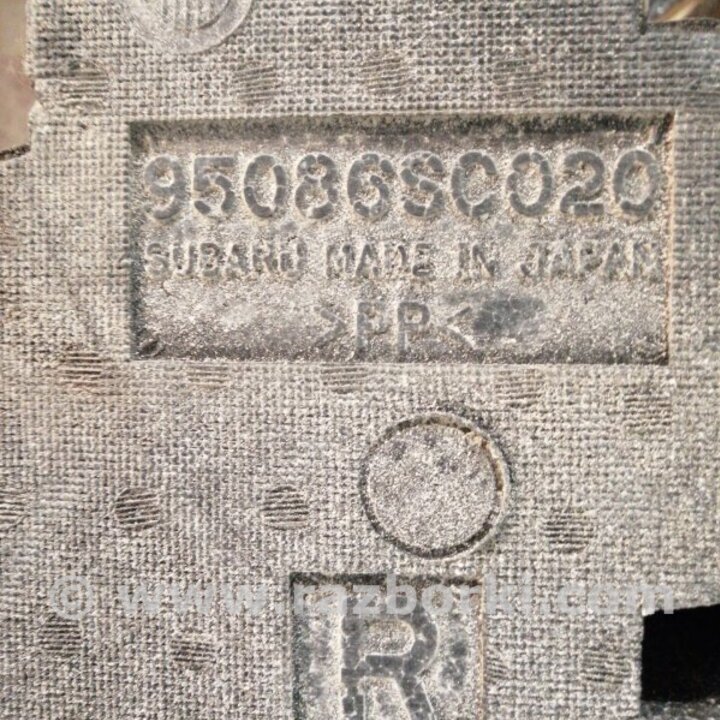 95086SC020
SUBARU MADE IN JAPAN
>PP<
© www.razborki.com
R